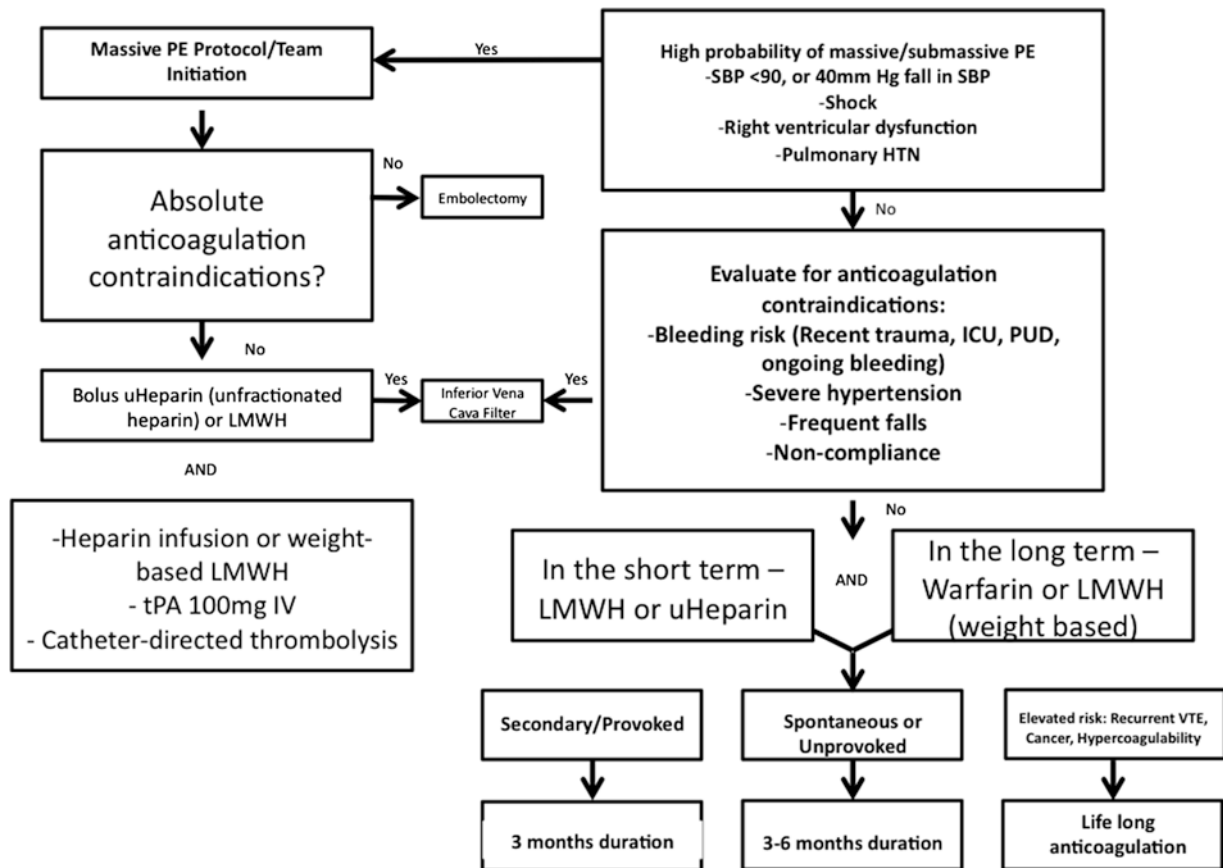 Massive PE Protocol/Team
Initiation
Yes
High probability of massive/submassive PE
-SBP <90, or 40mm Hg fall in SBP
-Shock
-Right ventricular dysfunction
-Pulmonary HTN
Absolute
anticoagulation
contraindications?
No
Embolectomy
No
Evaluate for anticoagulation
contraindications:
-Bleeding risk (Recent trauma, ICU, PUD,
ongoing bleeding)
-Severe hypertension
-Frequent falls
-Non-compliance
No
Bolus uHeparin (unfractionated
heparin) or LMWH
Yes
Inferior Vena
Cava Filter
Yes
AND
-Heparin infusion or weight-
based LMWH
- tPA 100mg IV
- Catheter-directed thrombolysis
No
In the short term –
LMWH or uHeparin
AND
In the long term –
Warfarin or LMWH
(weight based)
Secondary/Provoked
Spontaneous or
Unprovoked
Elevated risk: Recurrent VTE,
Cancer, Hypercoagulability
3 months duration
3-6 months duration
Life long
anticoagulation